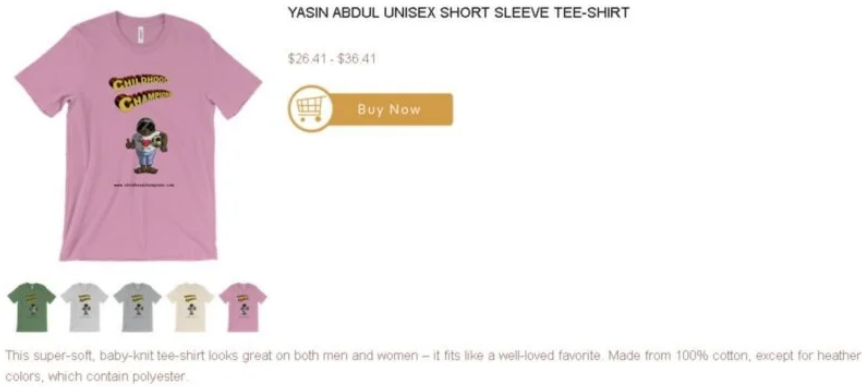 YASIN ABDUL UNISEX SHORT SLEEVE TEE-SHIRT
$26.41 - $36.41
Buy Now
CHILDHOOD
CHAMPION
This super-soft, baby-knit tee-shirt looks great on both men and women – it fits like a well-loved favorite. Made from 100% cotton, except for heather
colors, which contain polyester.